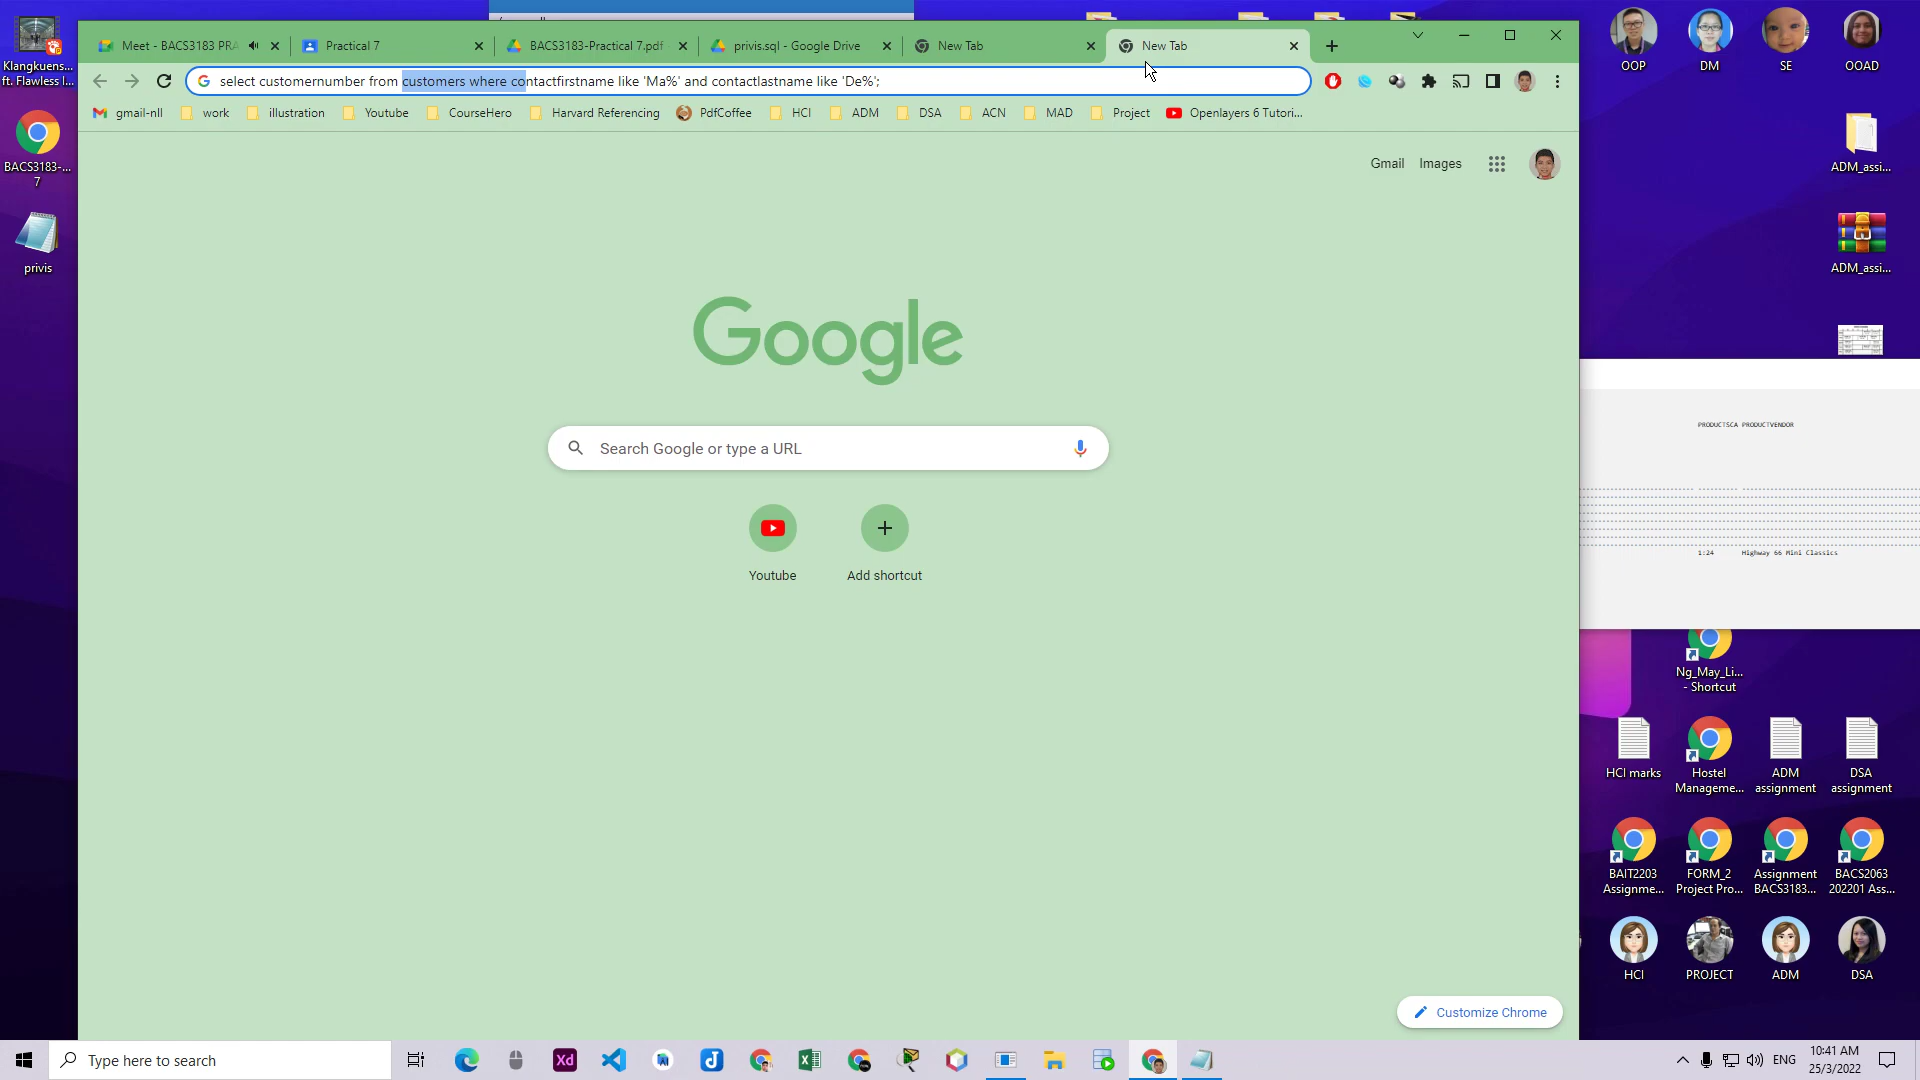 Klangkuens...
ft. Flawless I...
BACS3183-...
7
privis
Meet - BACS3183 PRA
Practical 7
BACS3183-Practical 7.pdf
privis.sql - Google Drive
New Tab
New Tab
select customernumber from customers where contactfirstname like 'Ma%' and contactlastname like 'De%';
gmail-nll
work
illustration
Youtube
CourseHero
Harvard Referencing
PdfCoffee
HCI
ADM
DSA
ACN
MAD
Project
Openlayers 6 Tutori...
Gmail
Images
Google
Search Google or type a URL
Youtube
Add shortcut
Customize Chrome
OOP
DM
SE
OOAD
ADM_assi...
ADM_assi...
PRODUCTSCA PRODUCTVENDOR
1:24 Highway 66 Mini Classics
Ng_May_Li...
- Shortcut
HCI marks
Hostel
Manageme...
ADM
assignment
DSA
assignment
BAIT2203
Assignme...
FORM_2
Project Pro...
Assignment
BACS3183...
BACS2063
202201 Ass...
HCI
PROJECT
ADM
DSA
Type here to search
Xd
ENG
10:41 AM
25/3/2022